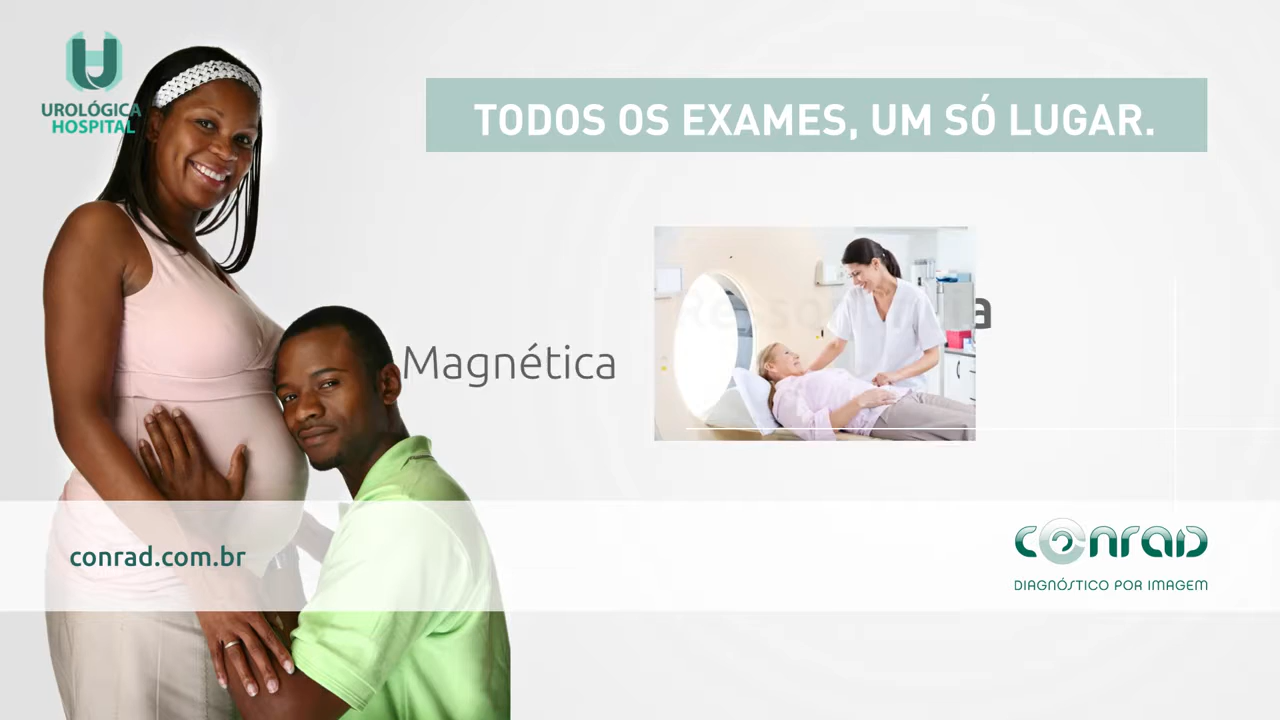 UROLÓGICA
HOSPITAL
TODOS OS EXAMES, UM SÓ LUGAR.
Magnética
conrad.com.br
conrad
DIAGNÓSTICO POR IMAGEM